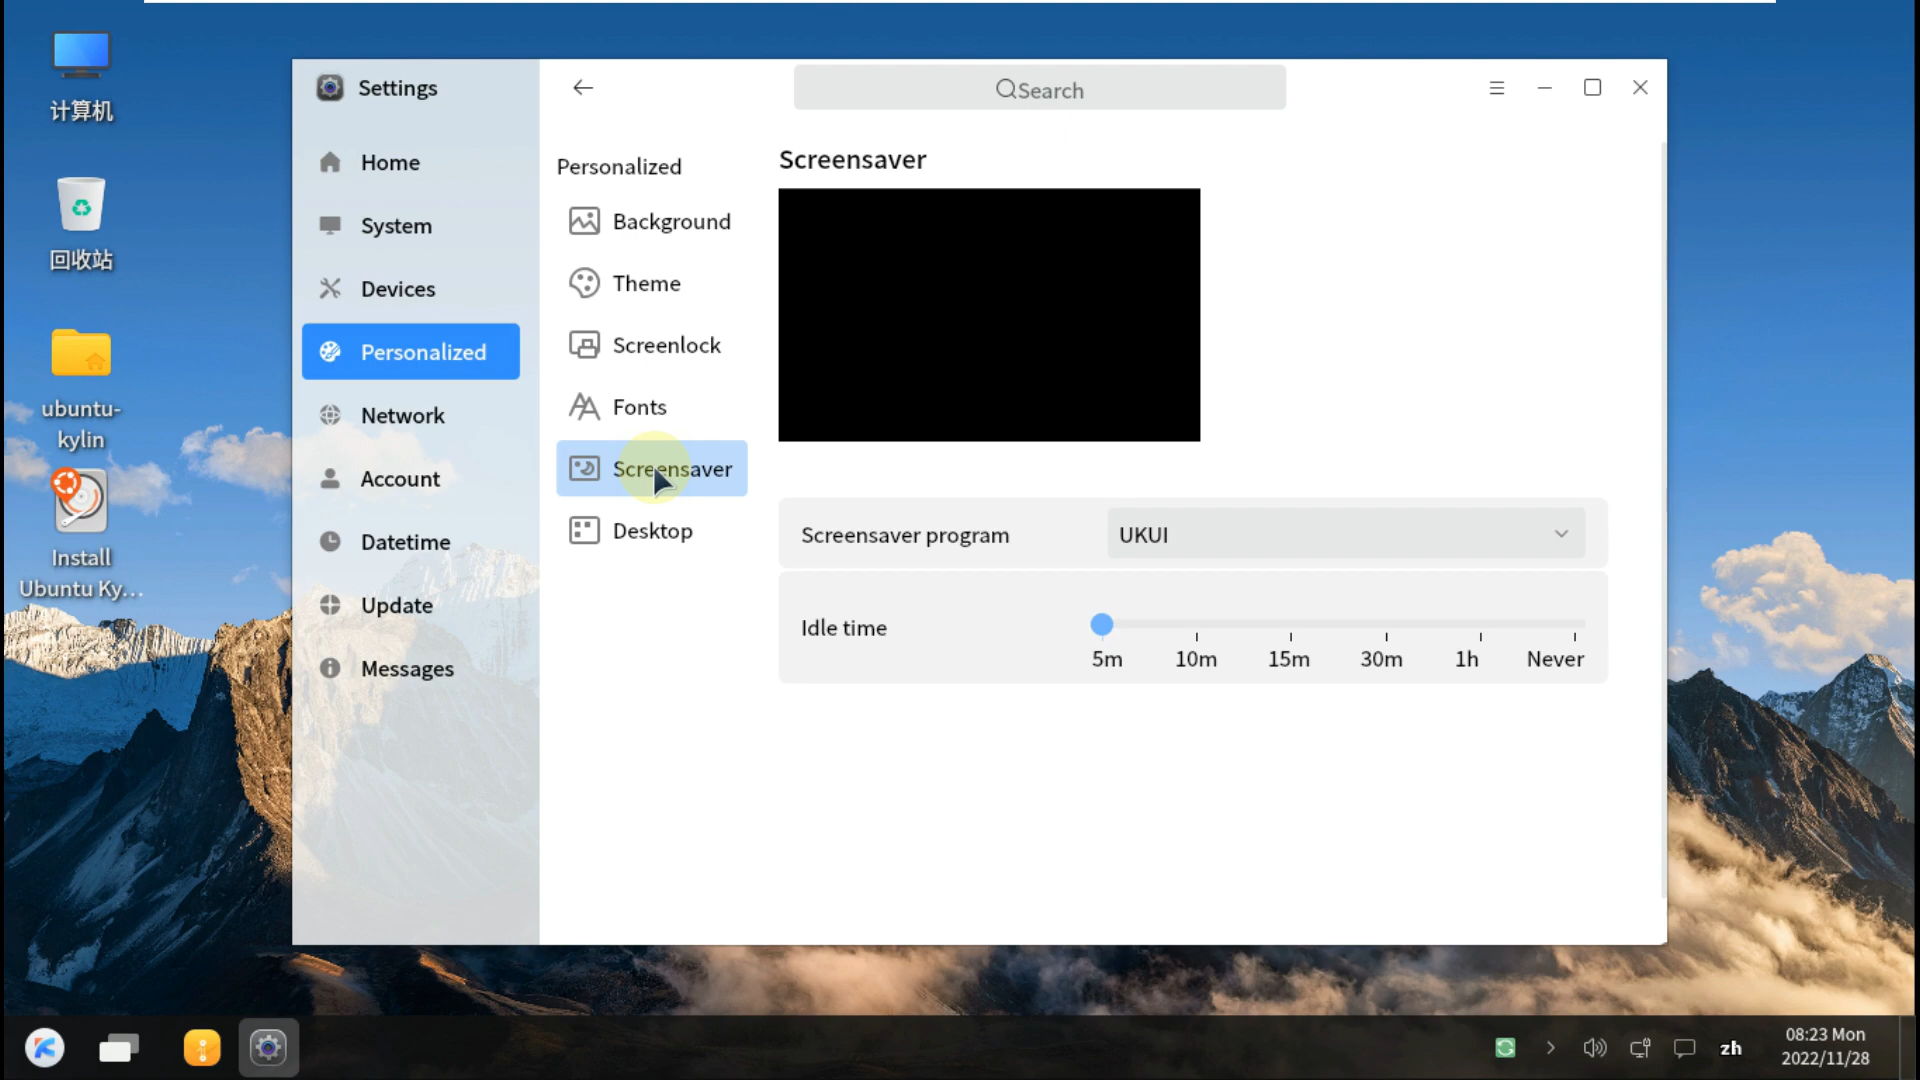 计算机
回收站
ubuntu-
kylin
Install
Ubuntu Ky...
Settings
Home
System
Devices
Personalized
Network
Account
Datetime
Update
Messages
Search
Personalized
Background
Theme
Screenlock
Fonts
Screensaver
Desktop
Screensaver
Screensaver program
UKUI
Idle time
5m 10m 15m 30m 1h Never
zh
08:23 Mon
2022/11/28